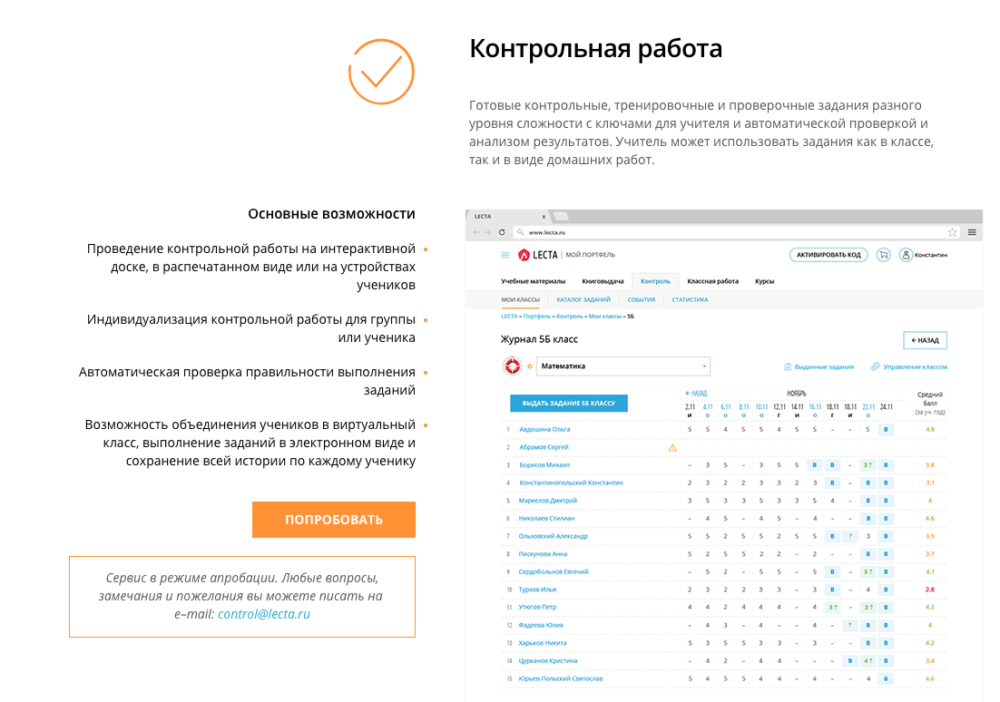 Контрольная работа
Готовые контрольные, тренировочные и проверочные задания разного
уровня сложности с ключами для учителя и автоматической проверкой и
анализом результатов. Учитель может использовать задания как в классе,
так и в виде домашних работ.
Основные возможности
Проведение контрольной работы на интерактивной
доске, в распечатанном виде или на устройствах
учеников
Индивидуализация контрольной работы для группы
или ученика
Автоматическая проверка правильности выполнения
заданий
Возможность объединения учеников в виртуальный
класс, выполнение заданий в электронном виде и
сохранение всей истории по каждому ученику
ПОПРОБОВАТЬ
Сервис в режиме апробации. Любые вопросы,
замечания и пожелания вы можете писать на
e–mail: control@lecta.ru
LECTA x
www.lecta.ru
LECTA | МОЙ ПОРТФЕЛЬ АКТИВИРОВАТЬ КОД Константин
Учебные материалы Книговыдача Контроль Классная работа Курсы
МОИ КЛАССЫ КАТАЛОГ ЗАДАНИЙ СОБЫТИЯ СТАТИСТИКА
LECTA – Портфель – Контроль – Мои классы – 5Б
Журнал 5Б класс ← НАЗАД
Математика Выданные задания Управление классом
ВЫДАТЬ ЗАДАНИЕ 5Б КЛАССУ ← НАЗАД НОЯБРЬ Средний
балл
(за уч. год)
2.11 4.11 6.11 8.11 10.11 12.11 14.11 16.11 18.11 18.11 22.11 24.11
и о о о о г и о г и о
1 Авдошина Ольга 5 5 4 5 4 5 5 – – 5 В 4.8
2 Абрамов Сергей
3 Борисов Михаил – 3 5 – 3 5 5 В В – 3 ? В 3.8
4 Константинопольский Константин 2 3 2 2 3 3 2 3 В – В В 3.1
5 Маркелов Дмитрий 3 5 3 3 5 3 3 5 4 – В В 4
6 Николаев Стилиан – 4 5 – 4 5 – 4 – – В В 4.6
7 Ольховский Александр 5 5 2 5 5 2 5 5 В ? 3 В 3.9
8 Пискунова Анна 5 2 5 5 2 2 – 2 – – В В 3.7
9 Сердобольнов Евгений – 5 2 – 5 5 – 5 В – 5 ? В 4.1
10 Турхов Илья 2 3 2 2 3 3 – 3 В – 4 В 2.8
11 Утюгов Петр 4 4 2 4 4 4 – 4 3 ? – 3 ? В 4.2
12 Фадеева Юлия – 4 3 – 4 – – 4 – ? В В 4
13 Харьков Никита 5 3 5 5 3 3 – 3 – – В В 4.2
14 Цурканов Кристина – 4 2 – 4 4 – – – В 4 ? В 3.4
15 Юрьев-Польский Святослав 5 4 5 5 4 4 – 4 – – 4 В 4.6